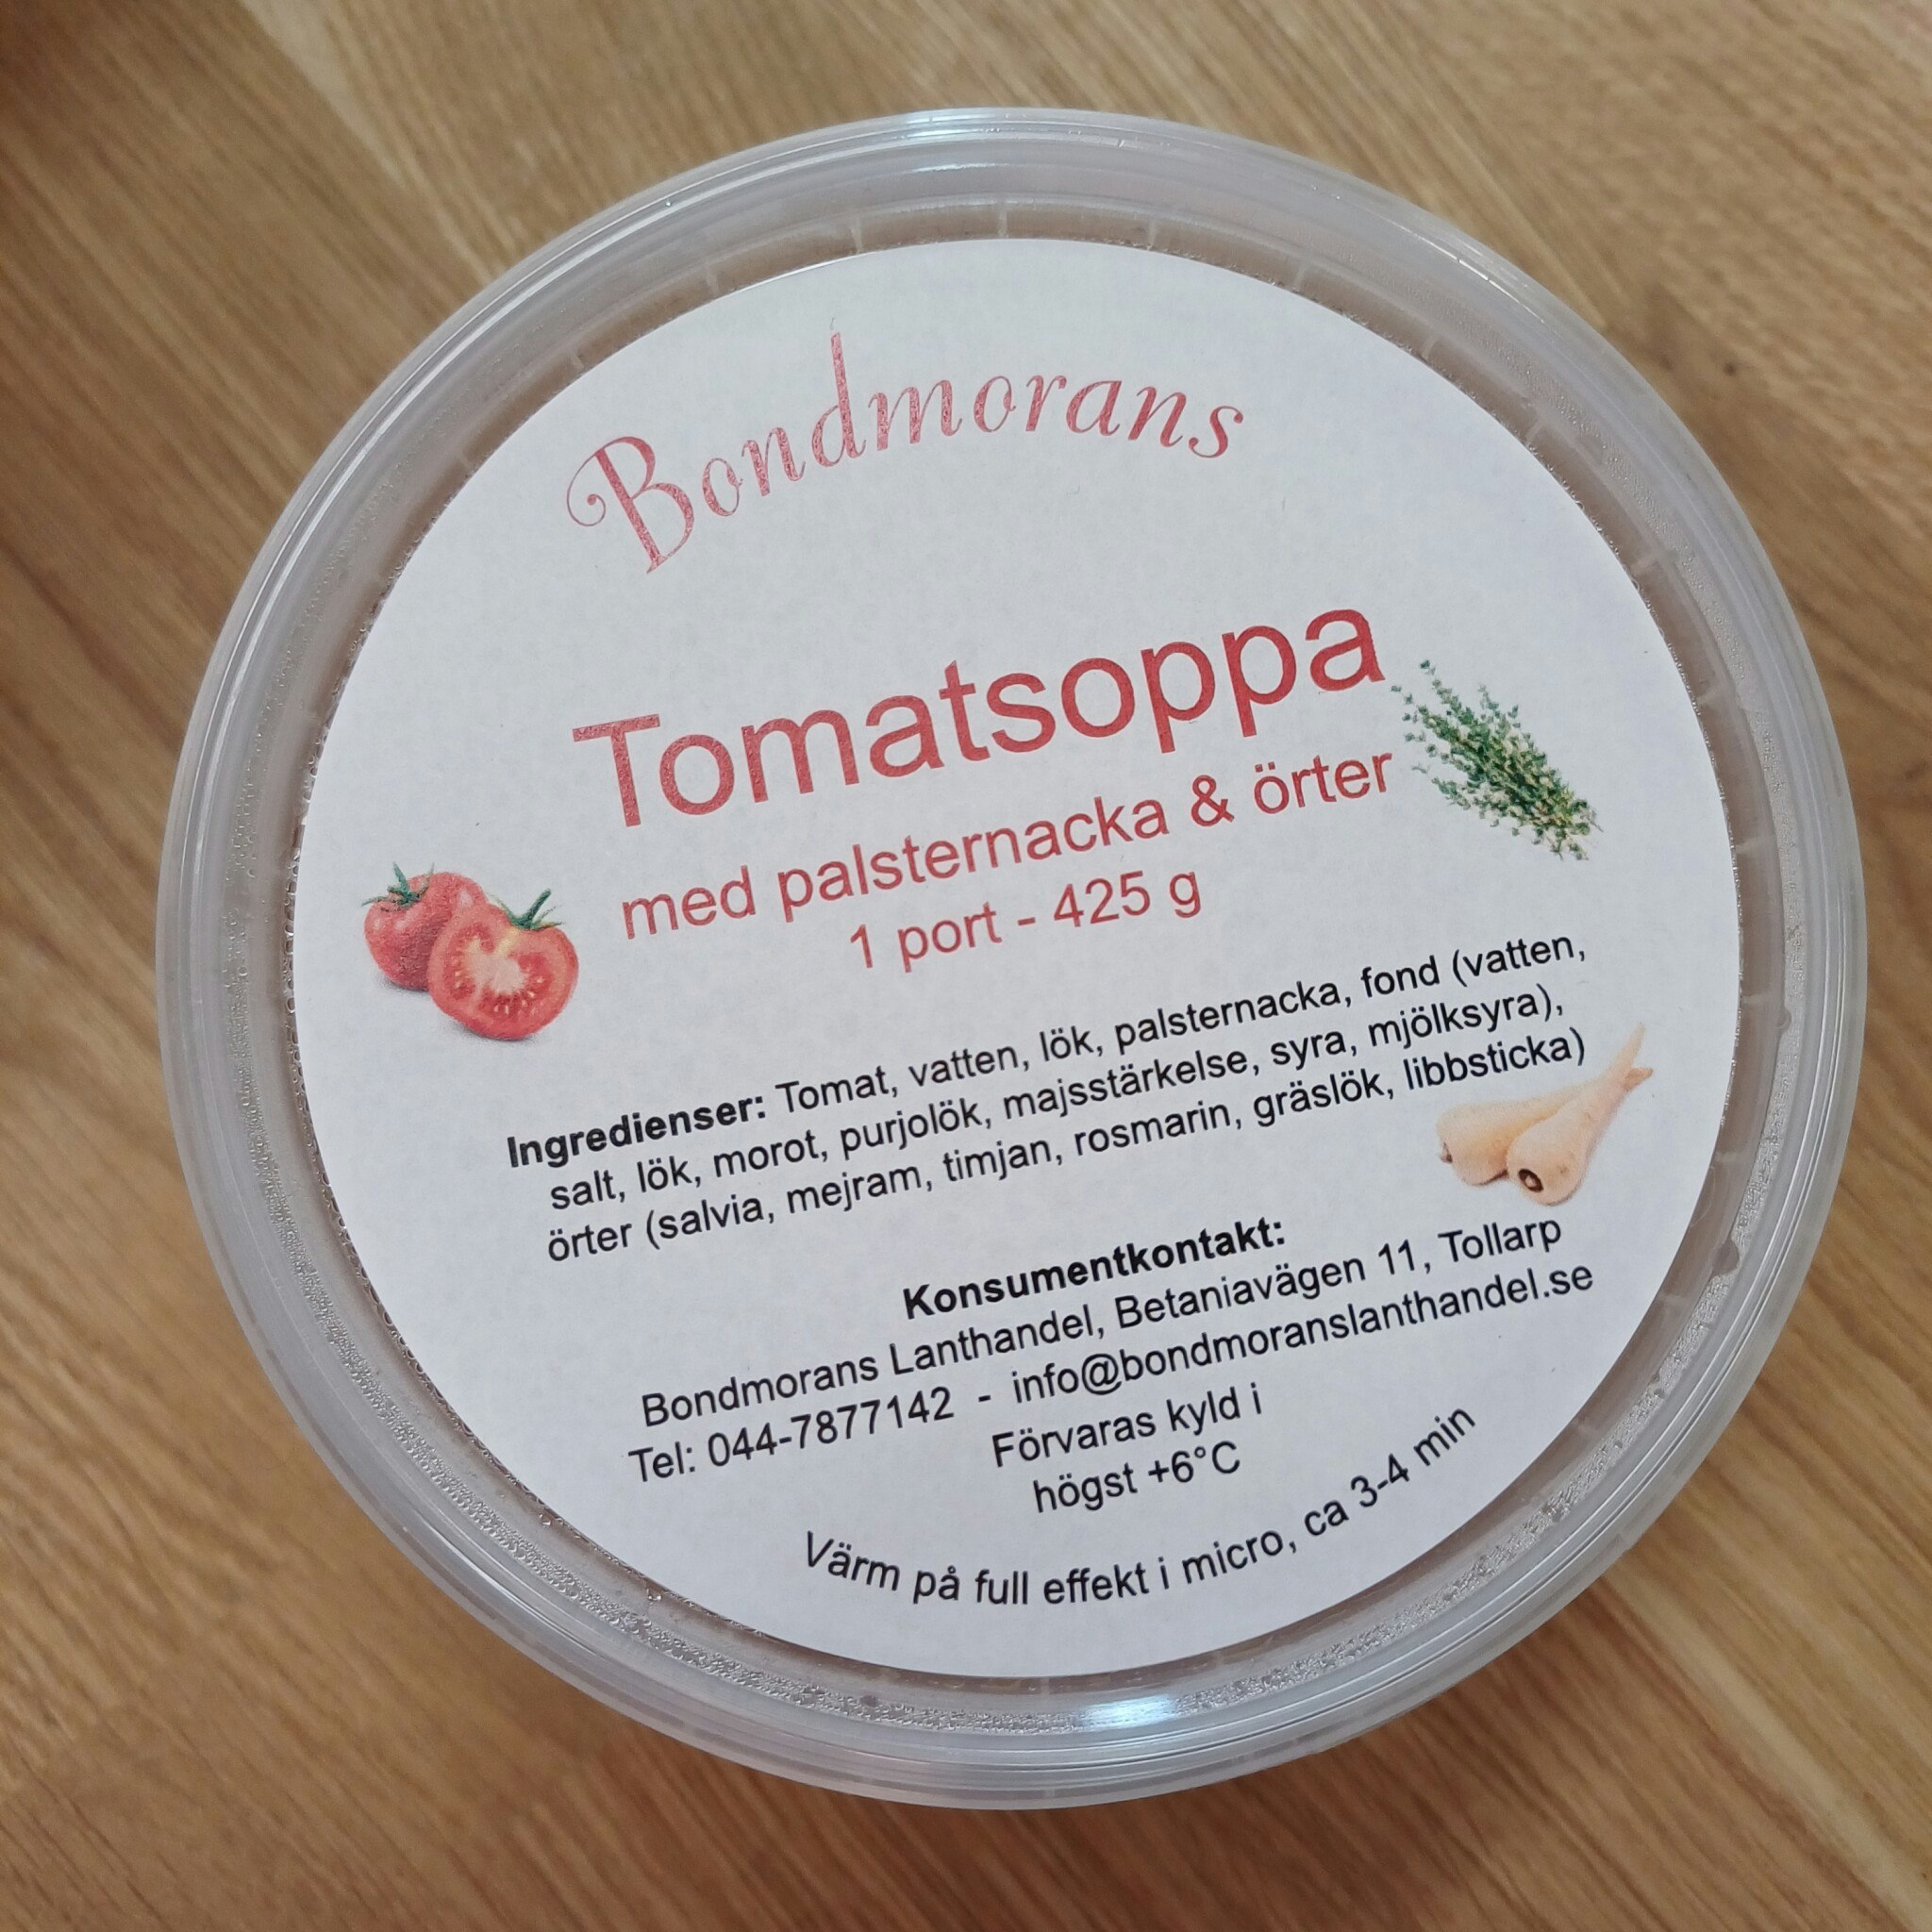 Bondmorans
Tomatsoppa
med palsternacka & örter
1 port - 425 g
Ingredienser: Tomat, vatten, lök, palsternacka, fond (vatten,
salt, lök, morot, purjolök, majsstärkelse, syra, mjölksyra),
örter (salvia, mejram, timjan, rosmarin, gräslök, libbsticka)
Konsumentkontakt:
Bondmorans Lanthandel, Betaniavägen 11, Tollarp
Tel: 044-7877142 - info@bondmoranslanthandel.se
Förvaras kyld i
högst +6°C
Värm på full effekt i micro, ca 3-4 min